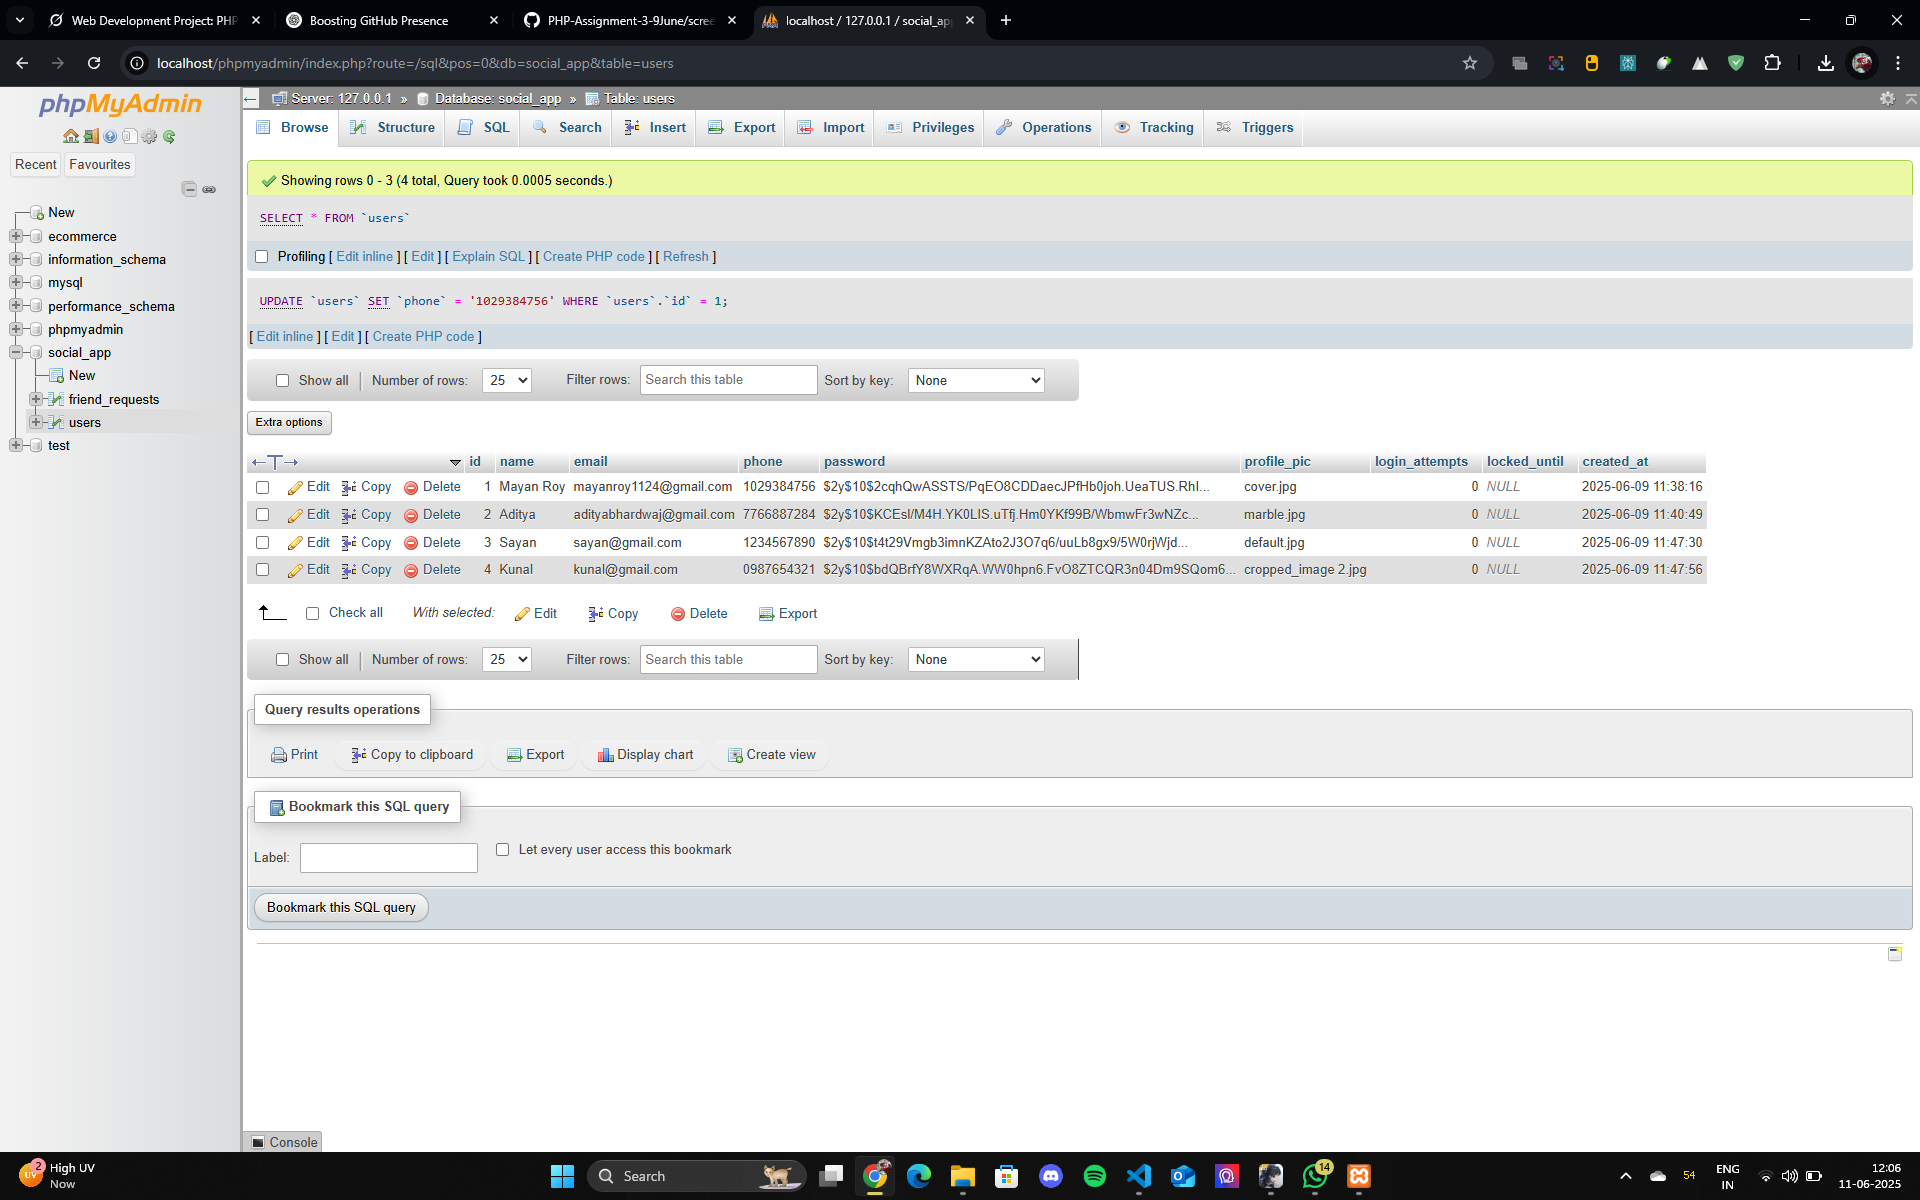 Web Development Project: PHP
Boosting GitHub Presence
PHP-Assignment-3-9June/scree
localhost / 127.0.0.1 / social_ap
localhost/phpmyadmin/index.php?route=/sql&pos=0&db=social_app&table=users
phpMyAdmin
Recent Favourites
New
ecommerce
information_schema
mysql
performance_schema
phpmyadmin
social_app
New
friend_requests
users
test
Server: 127.0.0.1 » Database: social_app » Table: users
Browse Structure SQL Search Insert Export Import Privileges Operations Tracking Triggers
Showing rows 0 - 3 (4 total, Query took 0.0005 seconds.)
SELECT * FROM `users`
Profiling [ Edit inline ] [ Edit ] [ Explain SQL ] [ Create PHP code ] [ Refresh ]
UPDATE `users` SET `phone` = '1029384756' WHERE `users`.`id` = 1;
[ Edit inline ] [ Edit ] [ Create PHP code ]
Show all Number of rows: 25 Filter rows: Search this table Sort by key: None
Extra options
id name email phone password profile_pic login_attempts locked_until created_at
Edit Copy Delete 1 Mayan Roy mayanroy1124@gmail.com 1029384756 $2y$10$2cqhQwASSTS/PqEO8CDDaecJPfHb0joh.UeaTUS.RhI... cover.jpg 0 NULL 2025-06-09 11:38:16
Edit Copy Delete 2 Aditya adityabhardwaj@gmail.com 7766887284 $2y$10$KCEsl/M4H.YK0LIS.uTfj.Hm0YKf99B/WbmwFr3wNZc... marble.jpg 0 NULL 2025-06-09 11:40:49
Edit Copy Delete 3 Sayan sayan@gmail.com 1234567890 $2y$10$t4t29Vmgb3imnKZAto2J3O7q6/uuLb8gx9/5W0rjWjd... default.jpg 0 NULL 2025-06-09 11:47:30
Edit Copy Delete 4 Kunal kunal@gmail.com 0987654321 $2y$10$bdQBrfY8WXRqA.WW0hpn6.FvO8ZTCQR3n04Dm9SQom6... cropped_image 2.jpg 0 NULL 2025-06-09 11:47:56
Check all With selected: Edit Copy Delete Export
Show all Number of rows: 25 Filter rows: Search this table Sort by key: None
Query results operations
Print Copy to clipboard Export Display chart Create view
Bookmark this SQL query
Label: Let every user access this bookmark
Bookmark this SQL query
Console
2
High UV
Now
Search
14
54
ENG
IN
12:06
11-06-2025